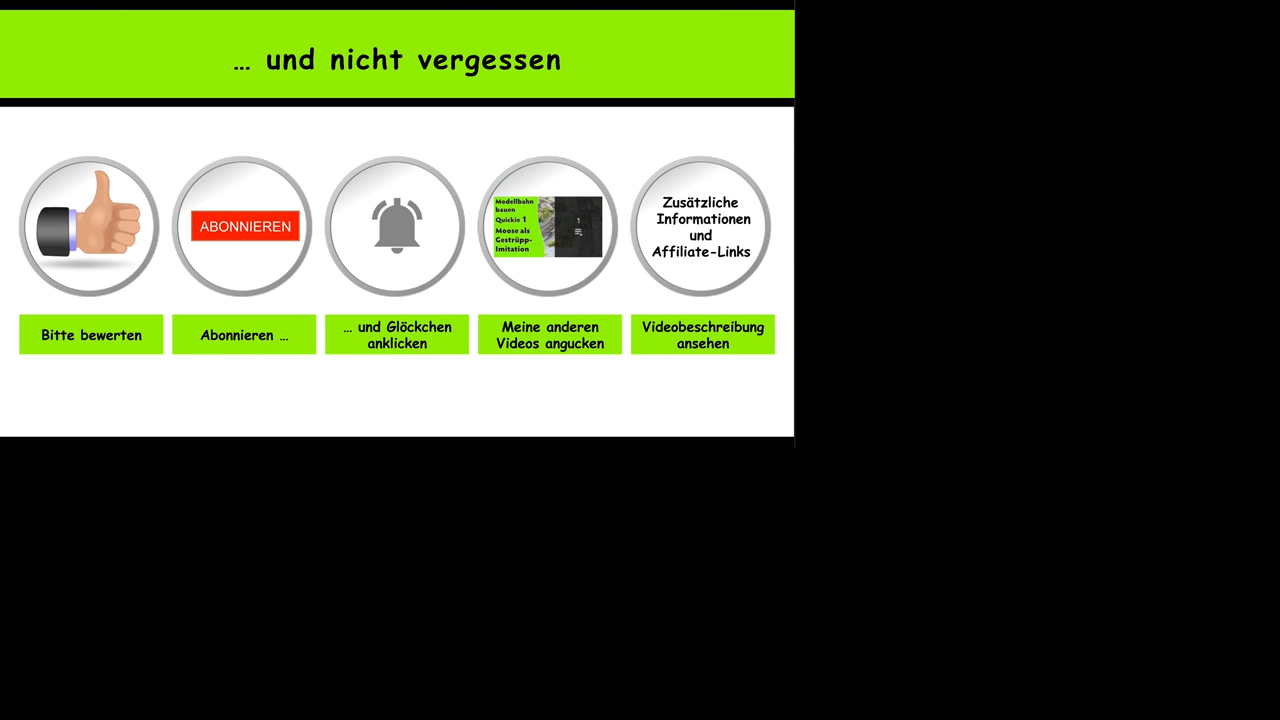 … und nicht vergessen
ABONNIEREN
Modellbahn
bauen
Quickie 1
Moose als
Gestrüpp-
Imitation
1
Zusätzliche
Informationen
und
Affiliate-Links
Bitte bewerten
Abonnieren …
… und Glöckchen
anklicken
Meine anderen
Videos angucken
Videobeschreibung
ansehen